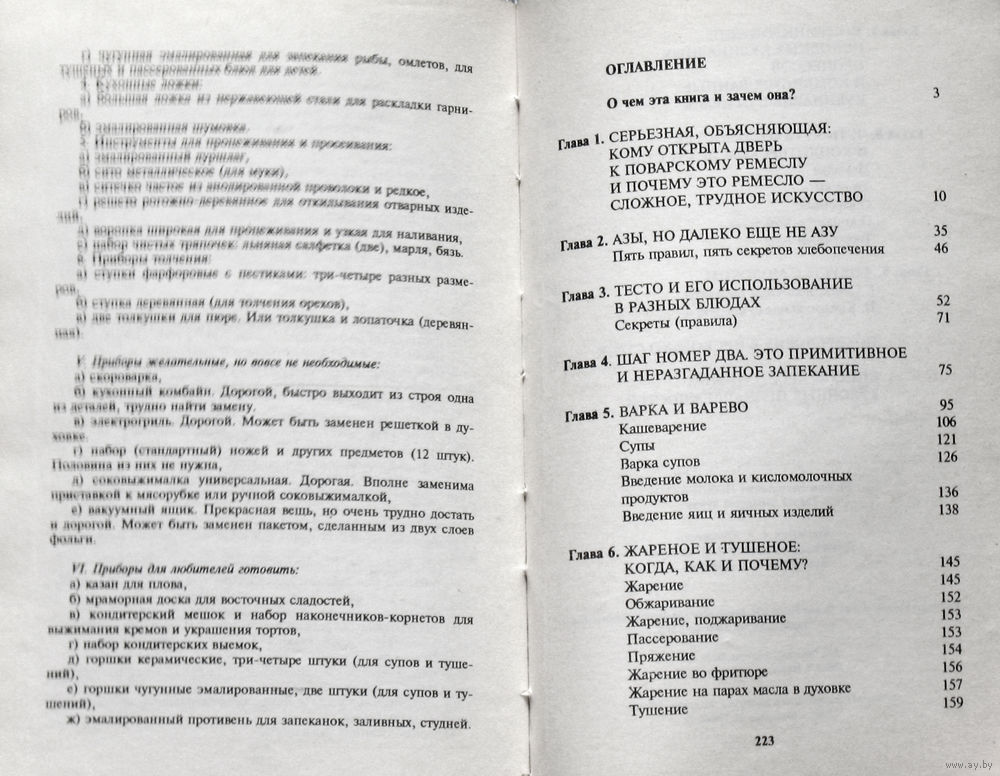 г) чугунная эмалированная для запекания рыбы, омлетов, для
тушеных и пассерованных блюд для детей.
4. Кухонные ложки:
а) большая ложка из нержавеющей стали для раскладки гарни-
ров,
б) эмалированная шумовка.
5. Инструменты для процеживания и просеивания:
а) эмалированный дуршлаг,
б) сито металлическое (для муки),
в) ситечко частое из анодированной проволоки и редкое,
г) решето рогожно-деревянное для откидывания отварных изде-
лий,
д) воронка широкая для процеживания и узкая для наливания,
е) набор чистых тряпочек: льняная салфетка (две), марля, бязь.
6. Приборы толчения:
а) ступки фарфоровые с пестиками: три-четыре разных разме-
ров,
б) ступка деревянная (для толчения орехов),
в) две толкушки для пюре. Или толкушка и лопаточка (деревян-
ная).
V. Приборы желательные, но вовсе не необходимые:
а) скороварка,
б) кухонный комбайн. Дорогой, быстро выходит из строя одна
из деталей, трудно найти замену.
в) электрогриль. Дорогой. Может быть заменен решеткой в ду-
ховке.
г) набор (стандартный) ножей и других предметов (12 штук).
Половина из них не нужна,
д) соковыжималка универсальная. Дорогая. Вполне заменима
приставкой к мясорубке или ручной соковыжималкой,
е) вакуумный ящик. Прекрасная вещь, но очень трудно достать
и дорогой. Может быть заменен пакетом, сделанным из двух слоев
фольги.
VI. Приборы для любителей готовить:
а) казан для плова,
б) мраморная доска для восточных сладостей,
в) кондитерский мешок и набор наконечников-корнетов для
выжимания кремов и украшения тортов,
г) набор кондитерских выемок,
д) горшки керамические, три-четыре штуки (для супов и туше-
ний),
е) горшки чугунные эмалированные, две штуки (для супов и ту-
шений),
ж) эмалированный противень для запеканок, заливных, студней.
ОГЛАВЛЕНИЕ
О чем эта книга и зачем она? 3
Глава 1. СЕРЬЕЗНАЯ, ОБЪЯСНЯЮЩАЯ:
КОМУ ОТКРЫТА ДВЕРЬ
К ПОВАРСКОМУ РЕМЕСЛУ
И ПОЧЕМУ ЭТО РЕМЕСЛО —
СЛОЖНОЕ, ТРУДНОЕ ИСКУССТВО 10
Глава 2. АЗЫ, НО ДАЛЕКО ЕЩЕ НЕ АЗУ 35
Пять правил, пять секретов хлебопечения 46
Глава 3. ТЕСТО И ЕГО ИСПОЛЬЗОВАНИЕ
В РАЗНЫХ БЛЮДАХ 52
Секреты (правила) 71
Глава 4. ШАГ НОМЕР ДВА. ЭТО ПРИМИТИВНОЕ
И НЕРАЗГАДАННОЕ ЗАПЕКАНИЕ 75
Глава 5. ВАРКА И ВАРЕВО 95
Кашеварение 106
Супы 121
Варка супов 126
Введение молока и кисломолочных
продуктов 136
Введение яиц и яичных изделий 138
Глава 6. ЖАРЕНОЕ И ТУШЕНОЕ:
КОГДА, КАК И ПОЧЕМУ? 145
Жарение 145
Обжаривание 152
Жарение, поджаривание 153
Пассерование 153
Пряжение 154
Жарение во фритюре 156
Жарение на парах масла в духовке 157
Тушение 159
223
www.ay.by